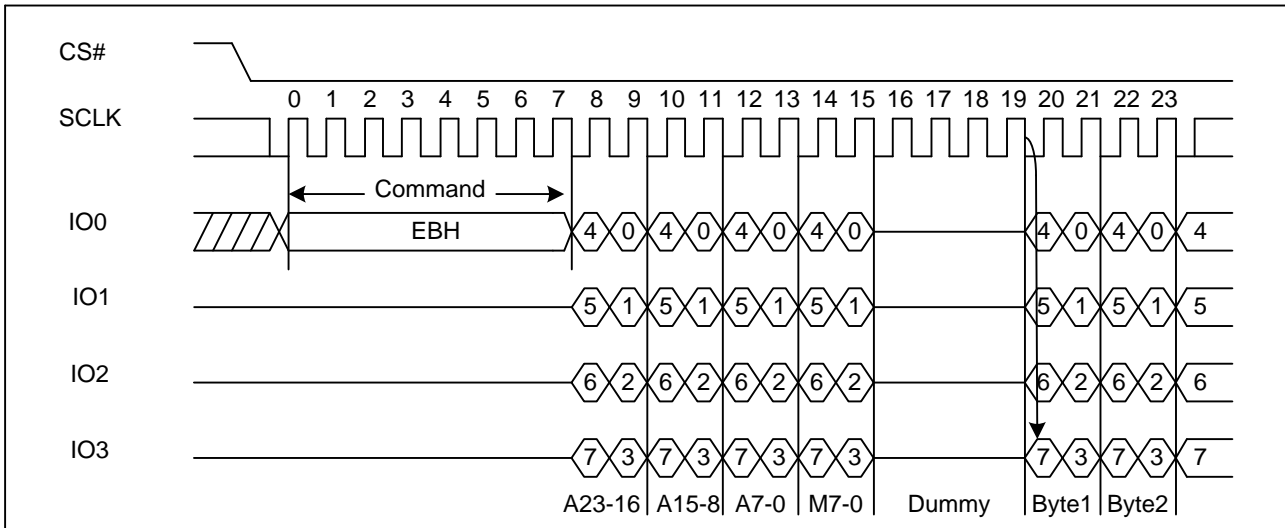 CS#
0 1 2 3 4 5 6 7 8 9 10 11 12 13 14 15 16 17 18 19 20 21 22 23
SCLK
Command
IO0 EBH 4 0 4 0 4 0 4 0 4 0 4 0 4
IO1 5 1 5 1 5 1 5 1 5 1 5 1 5
IO2 6 2 6 2 6 2 6 2 6 2 6 2 6
IO3 7 3 7 3 7 3 7 3 7 3 7 3 7
A23-16 A15-8 A7-0 M7-0 Dummy Byte1 Byte2